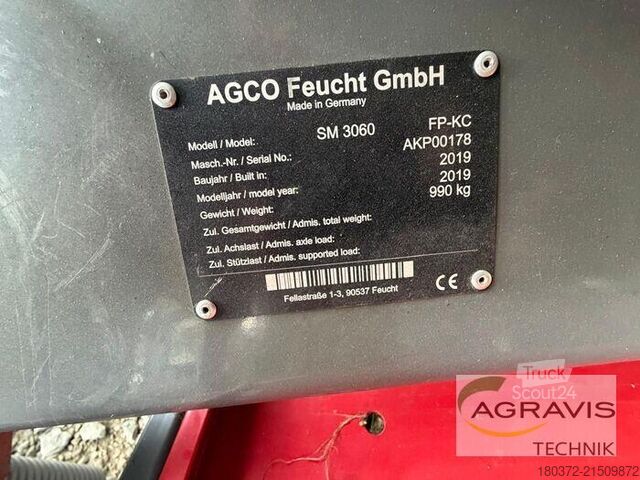 AGCO Feucht GmbH
Made in Germany
Modell / Model: SM 3060 FP-KC
Masch.-Nr. / Serial No.: AKP00178
Baujahr / Built in: 2019
Modelljahr / model year: 2019
Gewicht / Weight: 990 kg
Zul. Gesamtgewicht / Admis. total weight:
Zul. Achslast / Admis. axle load:
Zul. Stützlast / Admis. supported load:
Fellastraße 1-3, 90537 Feucht
CE
Truck
Scout24
AGRAVIS
TECHNIK
180372-21509872